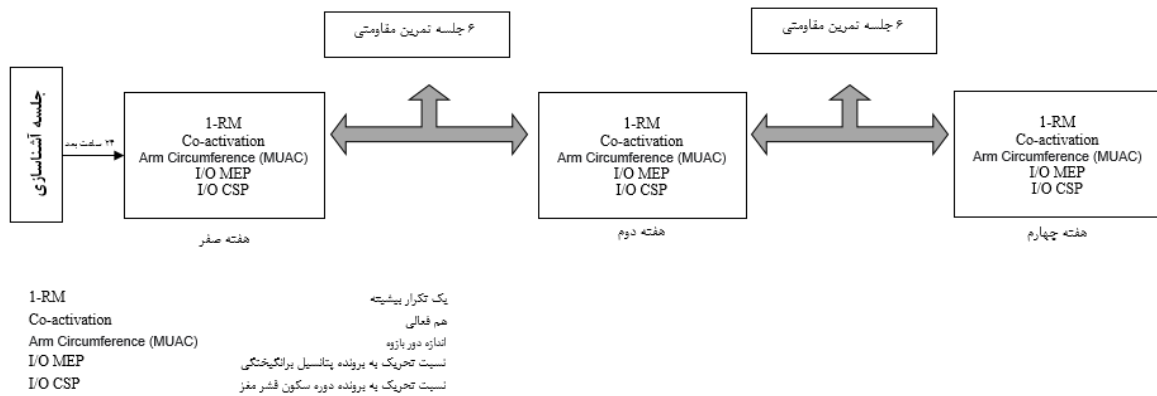 ۶ جلسه تمرین مقاومتی
۶ جلسه تمرین مقاومتی
جلسه آشناسازی
۲۴ ساعت بعد
1-RM
Co-activation
Arm Circumference (MUAC)
I/O MEP
I/O CSP
هفته صفر
1-RM
Co-activation
Arm Circumference (MUAC)
I/O MEP
I/O CSP
هفته دوم
1-RM
Co-activation
Arm Circumference (MUAC)
I/O MEP
I/O CSP
هفته چهارم
1-RM یک تکرار بیشینه
Co-activation هم فعالی
Arm Circumference (MUAC) اندازه دور بازوه
I/O MEP نسبت تحریک به برونده پتانسیل برانگیختگی
I/O CSP نسبت تحریک به برونده دوره سکون قشر مغز